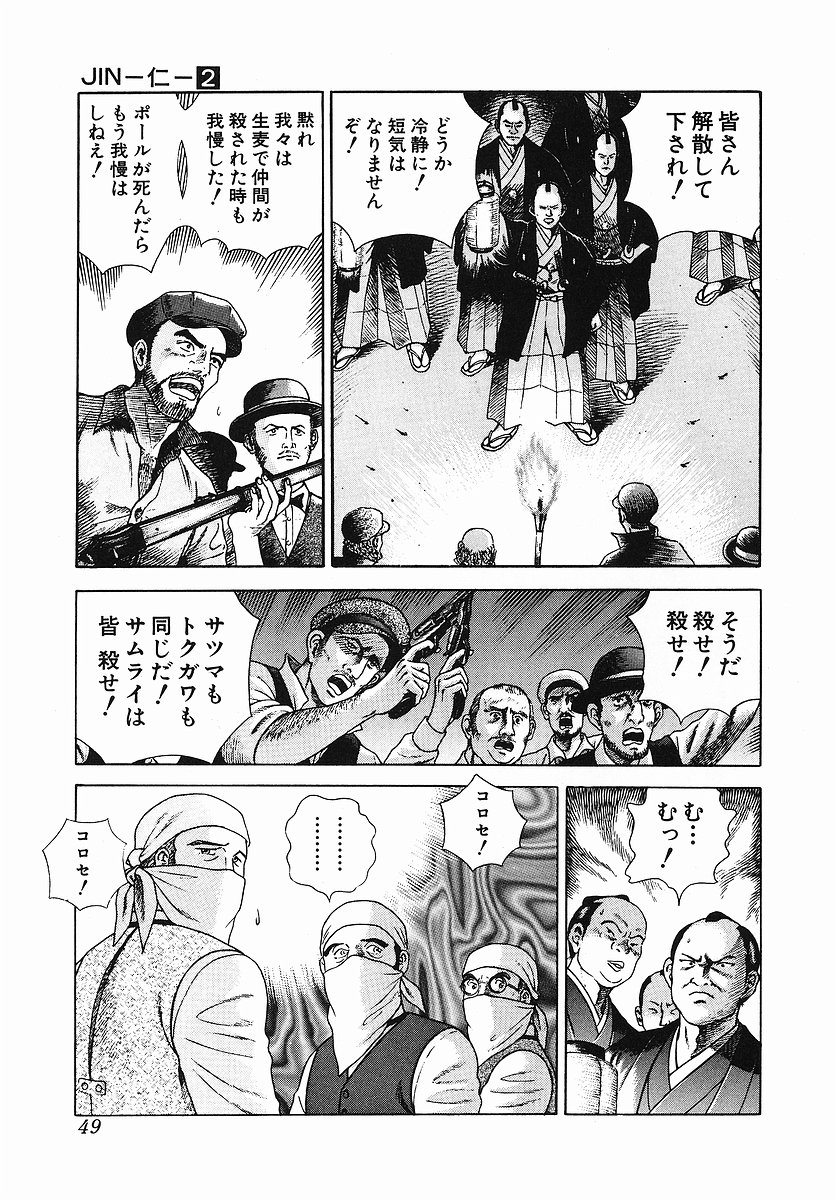 JIN―仁―2
皆さん
解散して
下され！
どうか
冷静に！
短気は
なりません
ぞ！
黙れ
我々は
生麦で仲間が
殺された時も
我慢した！
ポールが死んだら
もう我慢は
しねえ！
そうだ
殺せ！
殺せ！
サツマも
トクガワも
同じだ！
サムライは
皆 殺せ！
む…
むっ！
コロセ！
………
………
コロセ！
49